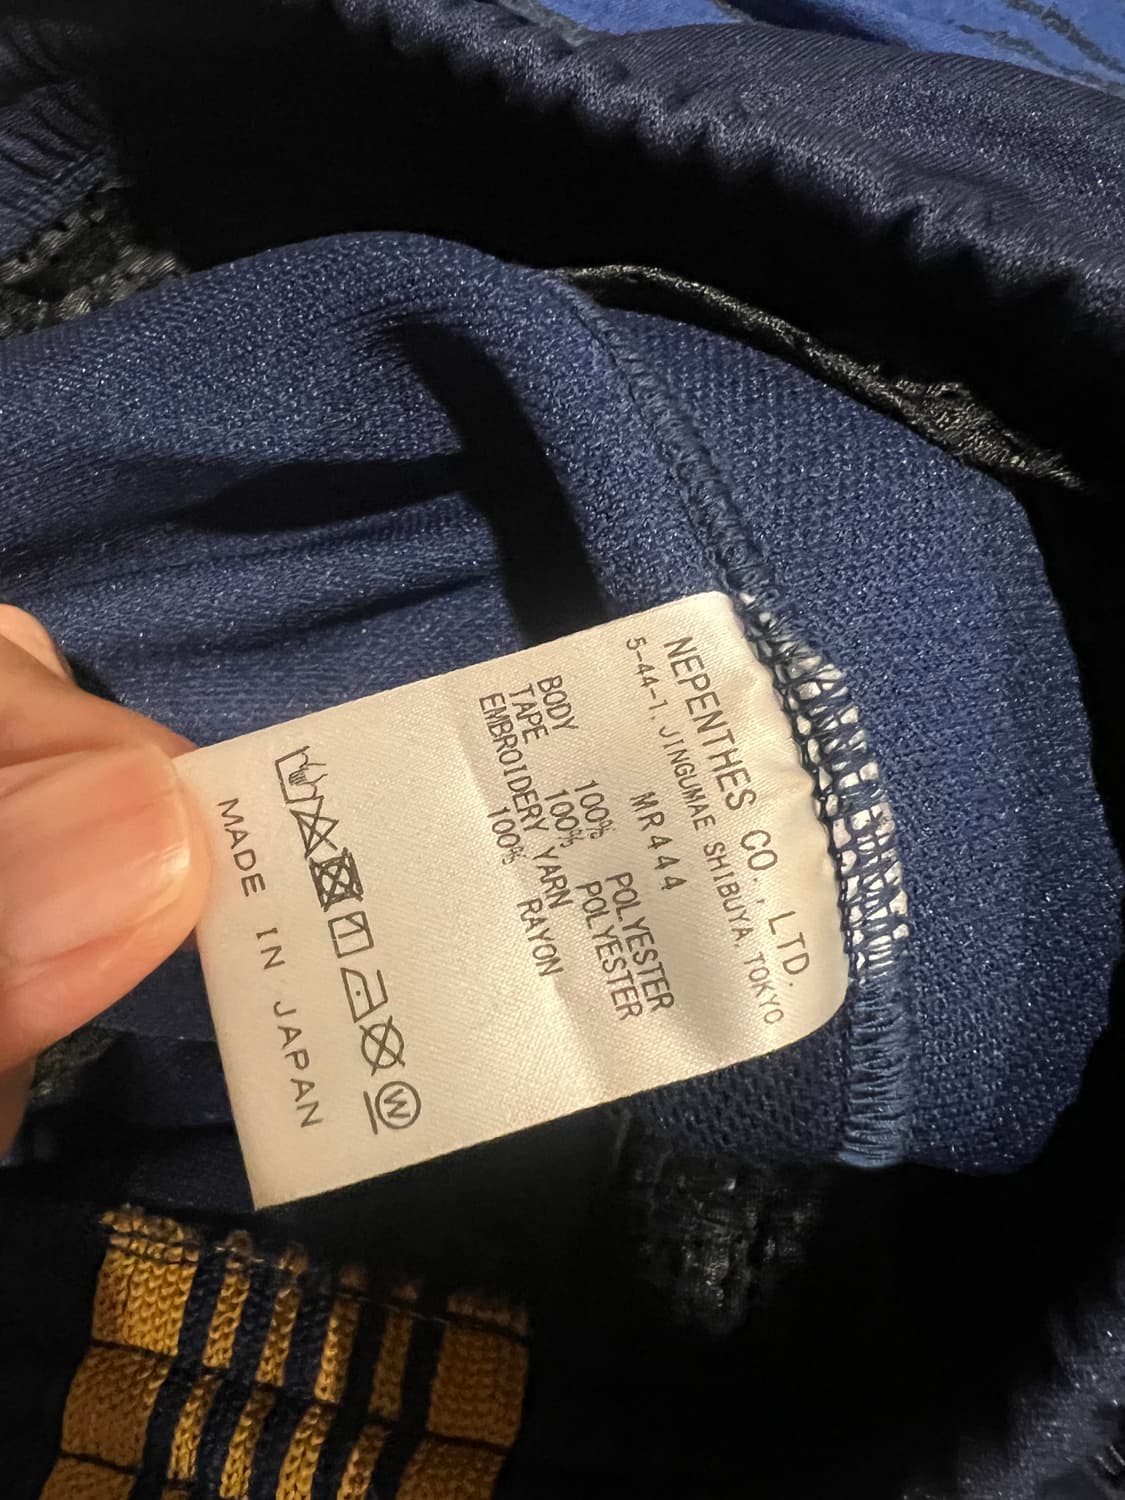 NEPENTHES CO., LTD.
5-44-1, JINGUMAE SHIBUYA, TOKYO
MR444
BODY 100% POLYESTER
TAPE 100% POLYESTER
EMBROIDERY YARN
100% RAYON
W
MADE IN JAPAN